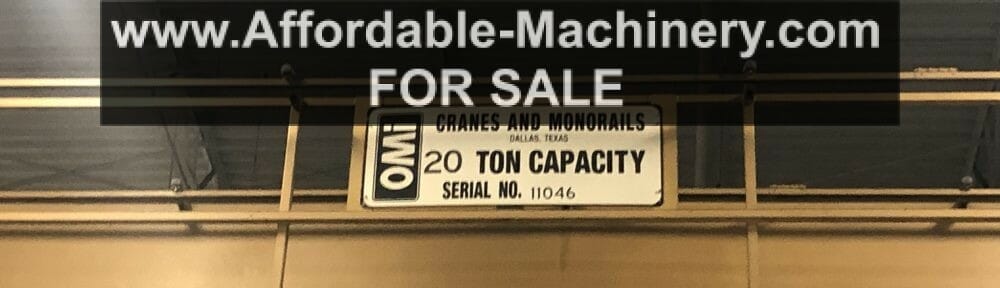 www.Affordable-Machinery.com
FOR SALE
OMI
CRANES AND MONORAILS
DALLAS, TEXAS
20 TON CAPACITY
SERIAL NO. 11046